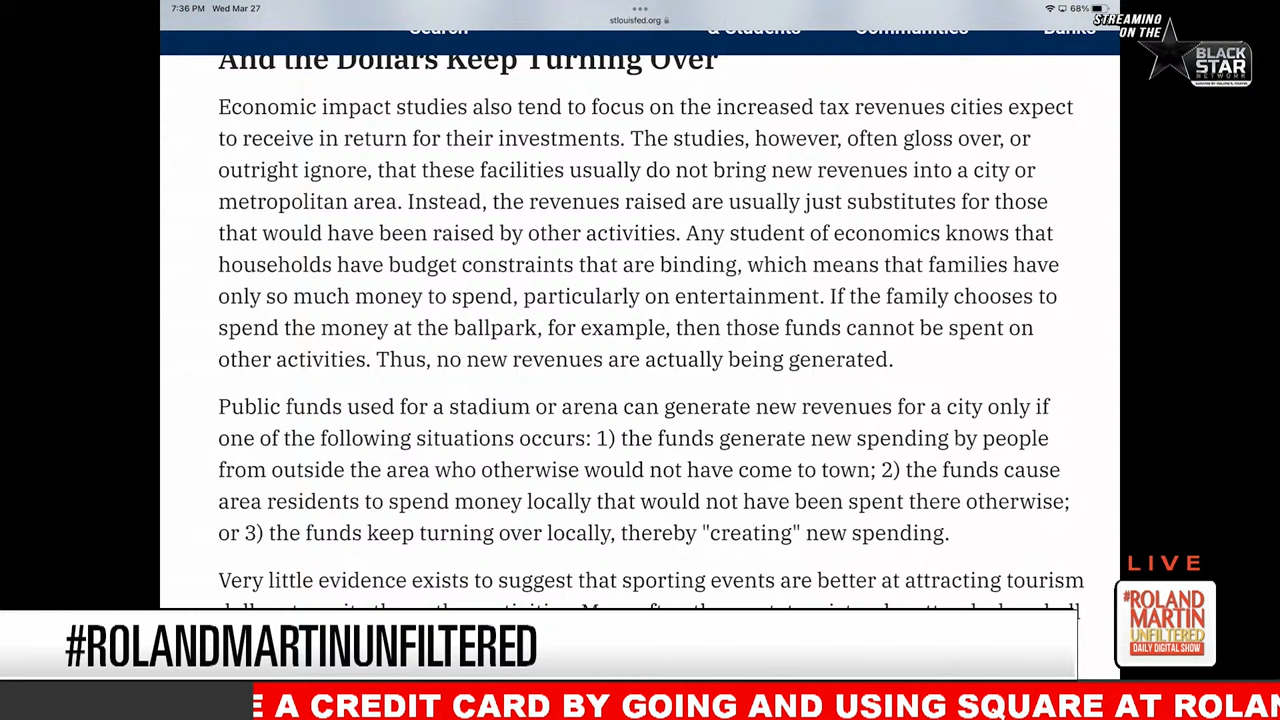 7:36 PM Wed Mar 27
68%
stlouisfed.org
STREAMING
ON THE
BLACK
STAR
NETWORK
Search & Students Communities Banks
And the Dollars Keep Turning Over
Economic impact studies also tend to focus on the increased tax revenues cities expect
to receive in return for their investments. The studies, however, often gloss over, or
outright ignore, that these facilities usually do not bring new revenues into a city or
metropolitan area. Instead, the revenues raised are usually just substitutes for those
that would have been raised by other activities. Any student of economics knows that
households have budget constraints that are binding, which means that families have
only so much money to spend, particularly on entertainment. If the family chooses to
spend the money at the ballpark, for example, then those funds cannot be spent on
other activities. Thus, no new revenues are actually being generated.
Public funds used for a stadium or arena can generate new revenues for a city only if
one of the following situations occurs: 1) the funds generate new spending by people
from outside the area who otherwise would not have come to town; 2) the funds cause
area residents to spend money locally that would not have been spent there otherwise;
or 3) the funds keep turning over locally, thereby "creating" new spending.
Very little evidence exists to suggest that sporting events are better at attracting tourism
LIVE
#ROLAND
MARTIN
UNFILTERED
DAILY DIGITAL SHOW
#ROLANDMARTINUNFILTERED
E A CREDIT CARD BY GOING AND USING SQUARE AT ROLAN